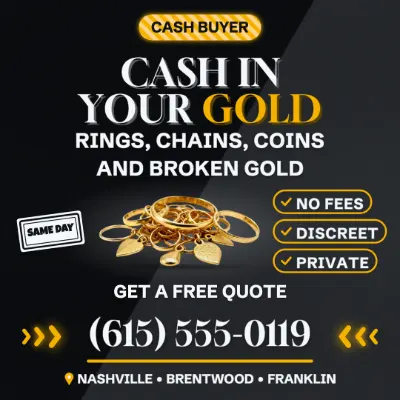 CASH BUYER
CASH IN
YOUR GOLD
RINGS, CHAINS, COINS
AND BROKEN GOLD
SAME DAY
NO FEES
DISCREET
PRIVATE
GET A FREE QUOTE
(615) 555-0119
NASHVILLE • BRENTWOOD • FRANKLIN